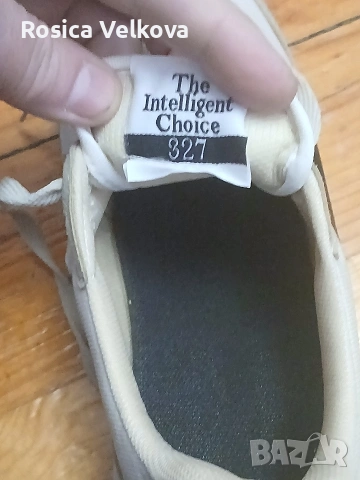 Rosica Velkova
The
Intelligent
Choice
327
BAZAR